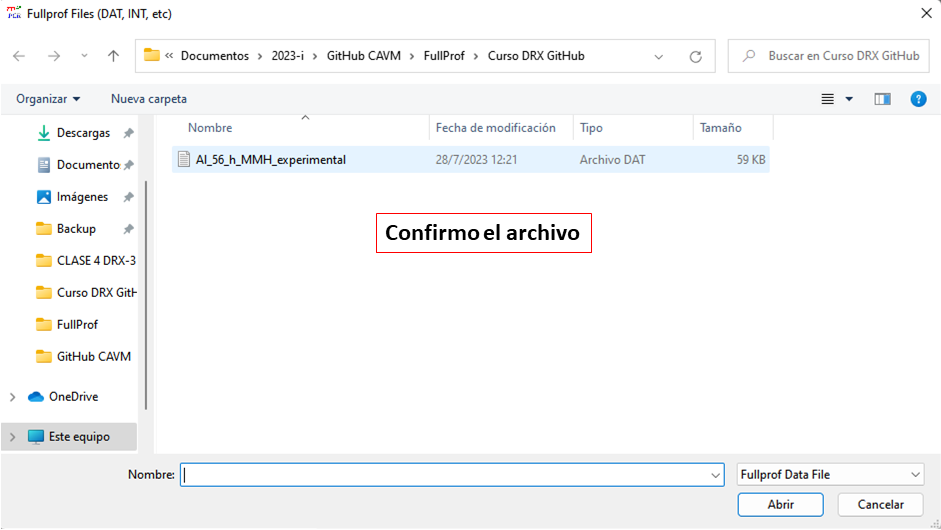 Fullprof Files (DAT, INT, etc)
« Documentos > 2023-i > GitHub CAVM > FullProf > Curso DRX GitHub
Buscar en Curso DRX GitHub
Organizar
Nueva carpeta
Nombre
Fecha de modificación
Tipo
Tamaño
Al_56_h_MMH_experimental
28/7/2023 12:21
Archivo DAT
59 KB
Descargas
Documento
Imágenes
Backup
CLASE 4 DRX-3
Curso DRX GitH
FullProf
GitHub CAVM
OneDrive
Este equipo
Confirmo el archivo
Nombre:
Fullprof Data File
Abrir
Cancelar